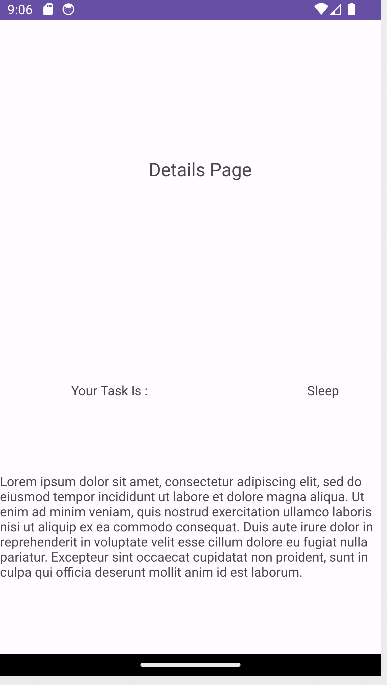 9:06
Details Page
Your Task Is : Sleep
Lorem ipsum dolor sit amet, consectetur adipiscing elit, sed do
eiusmod tempor incididunt ut labore et dolore magna aliqua. Ut
enim ad minim veniam, quis nostrud exercitation ullamco laboris
nisi ut aliquip ex ea commodo consequat. Duis aute irure dolor in
reprehenderit in voluptate velit esse cillum dolore eu fugiat nulla
pariatur. Excepteur sint occaecat cupidatat non proident, sunt in
culpa qui officia deserunt mollit anim id est laborum.